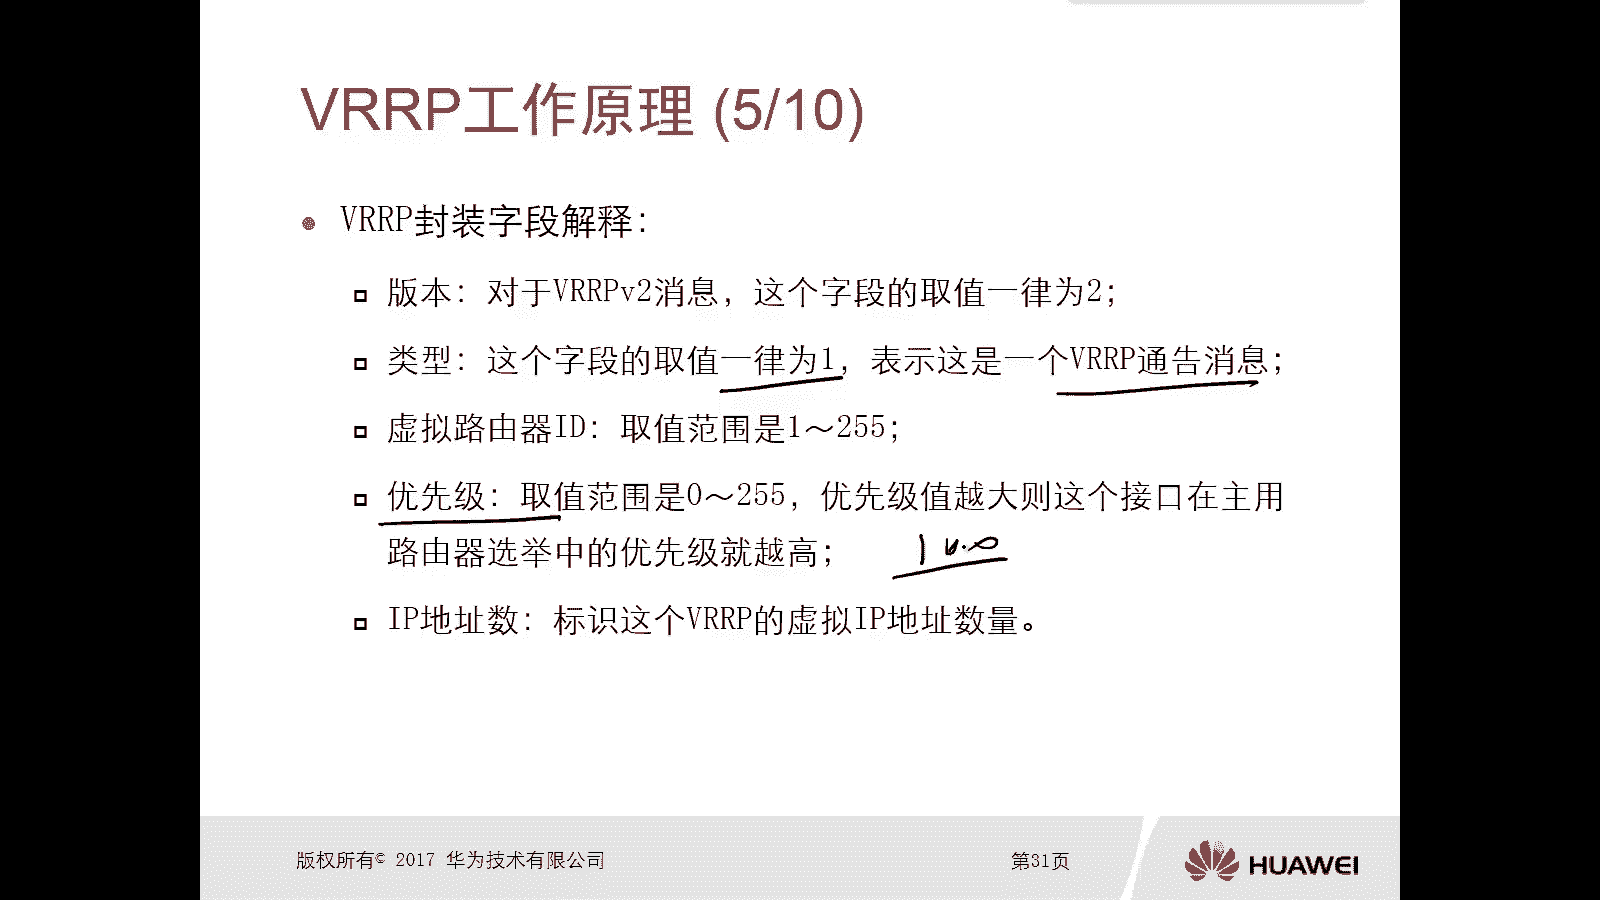 VRRP工作原理 (5/10)
VRRP封装字段解释：
版本：对于VRRPv2消息，这个字段的取值一律为2；
类型：这个字段的取值一律为1，表示这是一个VRRP通告消息；
虚拟路由器ID：取值范围是1～255；
优先级：取值范围是0～255，优先级值越大则这个接口在主用
路由器选举中的优先级就越高；
IP地址数：标识这个VRRP的虚拟IP地址数量。
版权所有© 2017 华为技术有限公司
第31页
HUAWEI